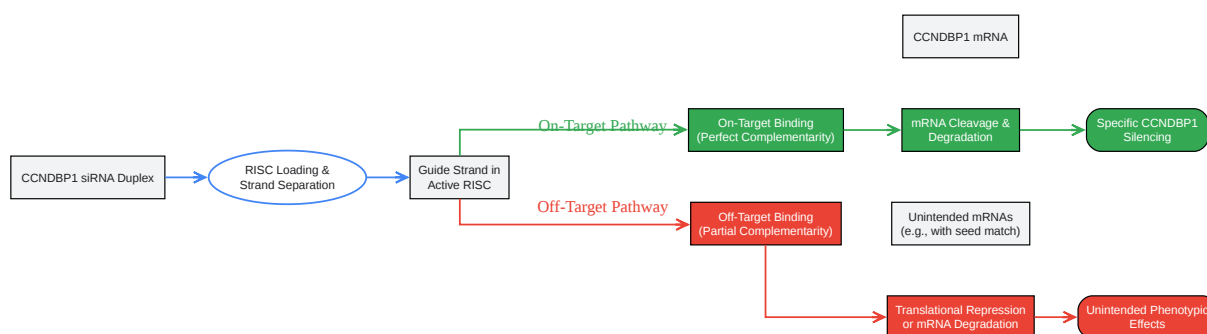 CCNDBP1 mRNA
On-Target Pathway
On-Target Binding
(Perfect Complementarity)
mRNA Cleavage &
Degradation
Specific CCNDBP1
Silencing
CCNDBP1 siRNA Duplex
RISC Loading &
Strand Separation
Guide Strand in
Active RISC
Off-Target Pathway
Off-Target Binding
(Partial Complementarity)
Unintended mRNAs
(e.g., with seed match)
Translational Repression
or mRNA Degradation
Unintended Phenotypic
Effects